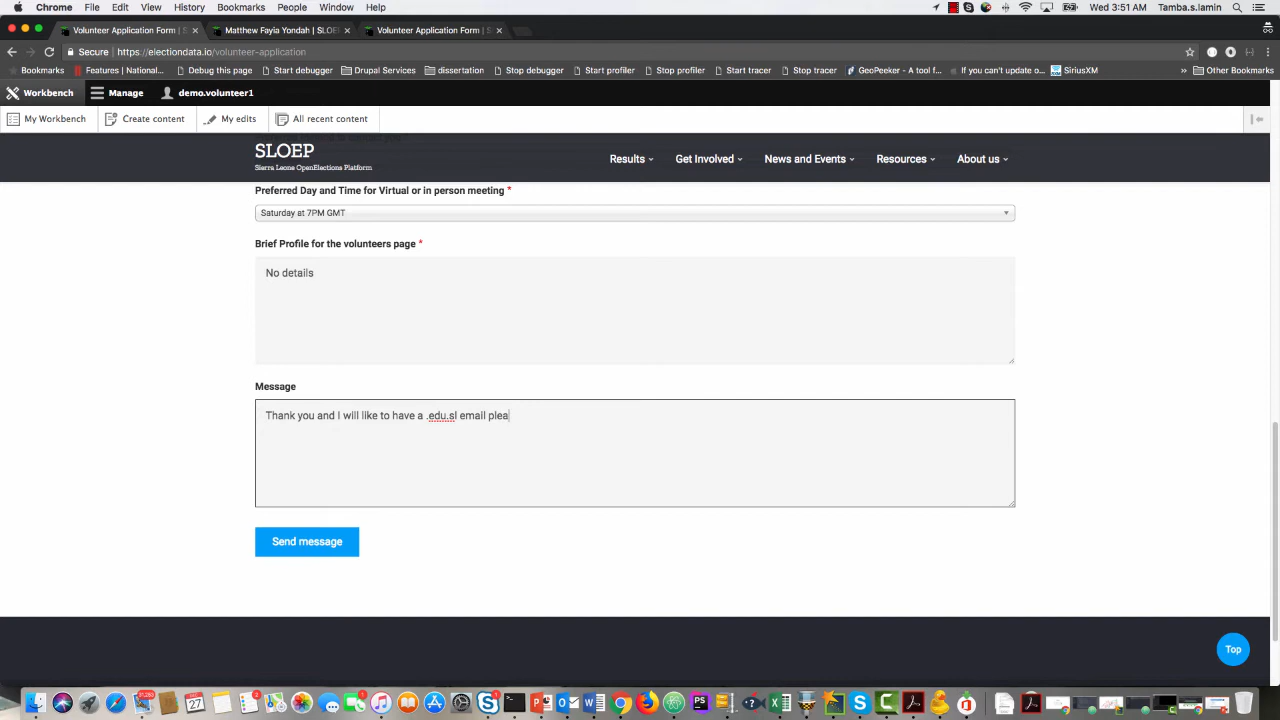 Chrome File Edit View History Bookmarks People Window Help Wed 3:51 AM Tamba.s.lamin
Volunteer Application Form | S Matthew Fayia Yondah | SLOE Volunteer Application Form | S
Secure https://electiondata.io/volunteer-application
Bookmarks Features | National... Debug this page Start debugger Drupal Services dissertation Stop debugger Start profiler Stop profiler Start tracer Stop tracer GeoPeeker - A tool f... If you can't update o... SiriusXM » Other Bookmarks
Workbench Manage demo.volunteer1
My Workbench Create content My edits All recent content
SLOEP
Sierra Leone OpenElections Platform
Results Get Involved News and Events Resources About us
Preferred Day and Time for Virtual or in person meeting *
Saturday at 7PM GMT
Brief Profile for the volunteers page *
No details
Message
Thank you and I will like to have a .edu.sl email plea
Send message
Top